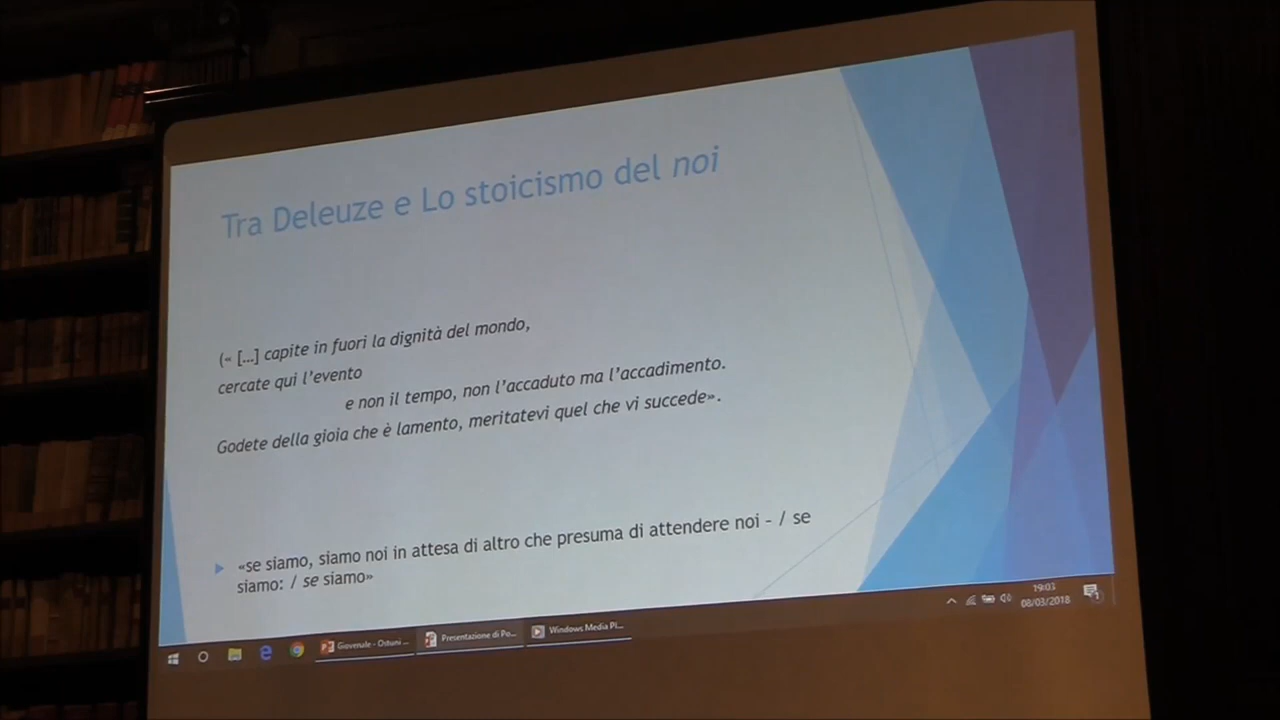 Tra Deleuze e Lo stoicismo del noi
(« [...] capite in fuori la dignità del mondo,
cercate qui l'evento
e non il tempo, non l'accaduto ma l'accadimento.
Godete della gioia che è lamento, meritatevi quel che vi succede».
«se siamo, siamo noi in attesa di altro che presuma di attendere noi - / se
siamo: / se siamo»
19:03
08/03/2018
1
Giovenale - Ostuni ...
Presentazione di Po...
Windows Media Pl...